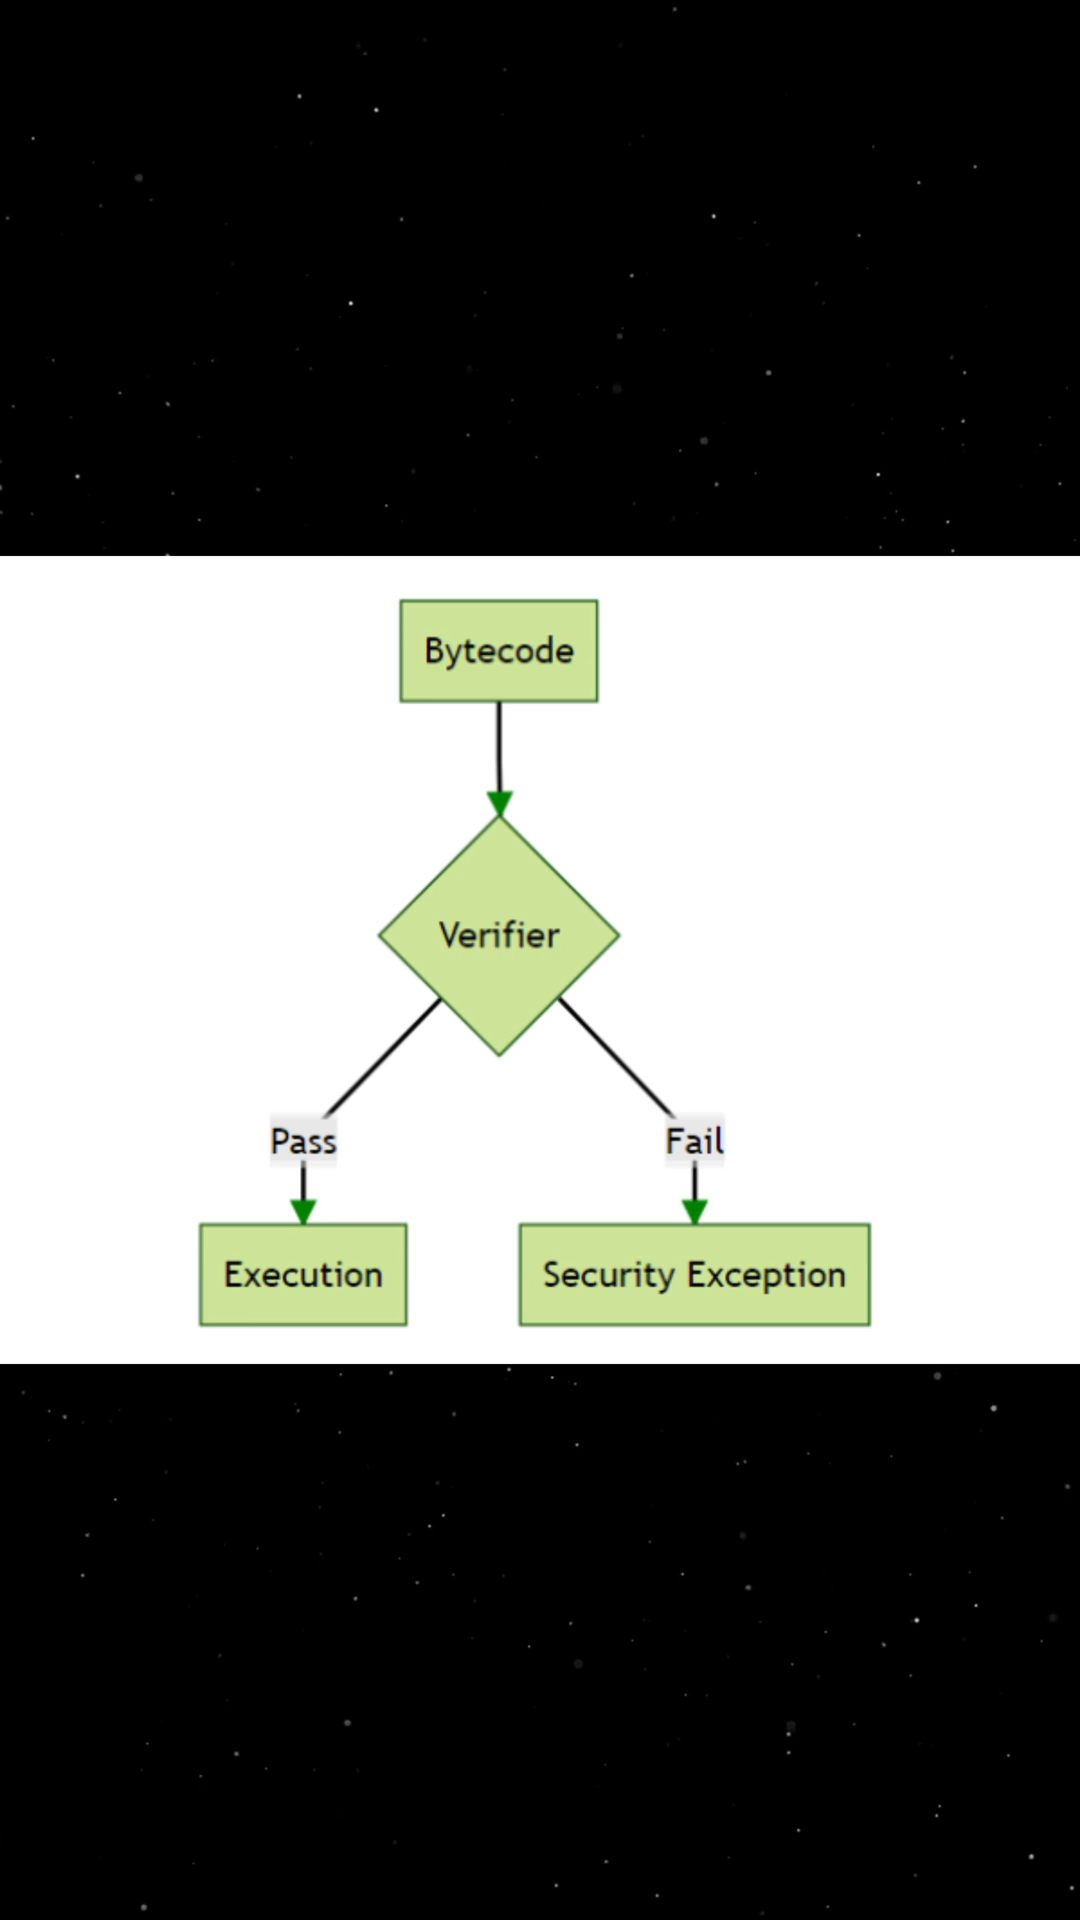 Bytecode
Verifier
Pass
Fail
Execution
Security Exception